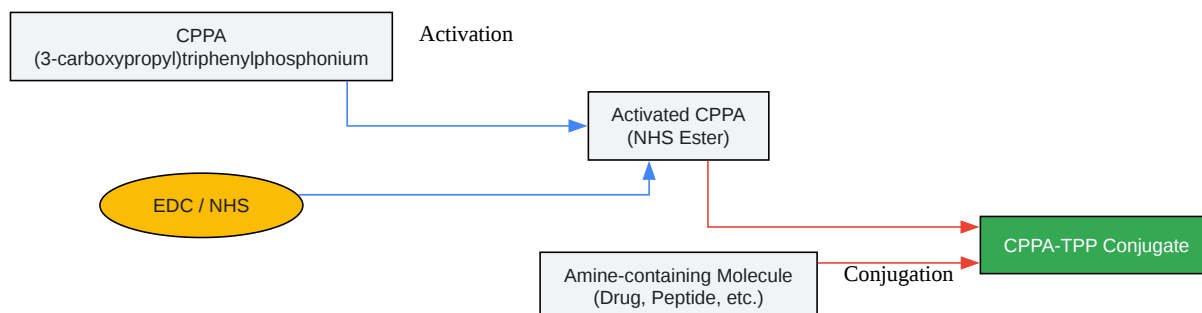 CPPA
(3-carboxypropyl)triphenylphosphonium
Activation
Activated CPPA
(NHS Ester)
EDC / NHS
CPPA-TPP Conjugate
Amine-containing Molecule
(Drug, Peptide, etc.)
Conjugation